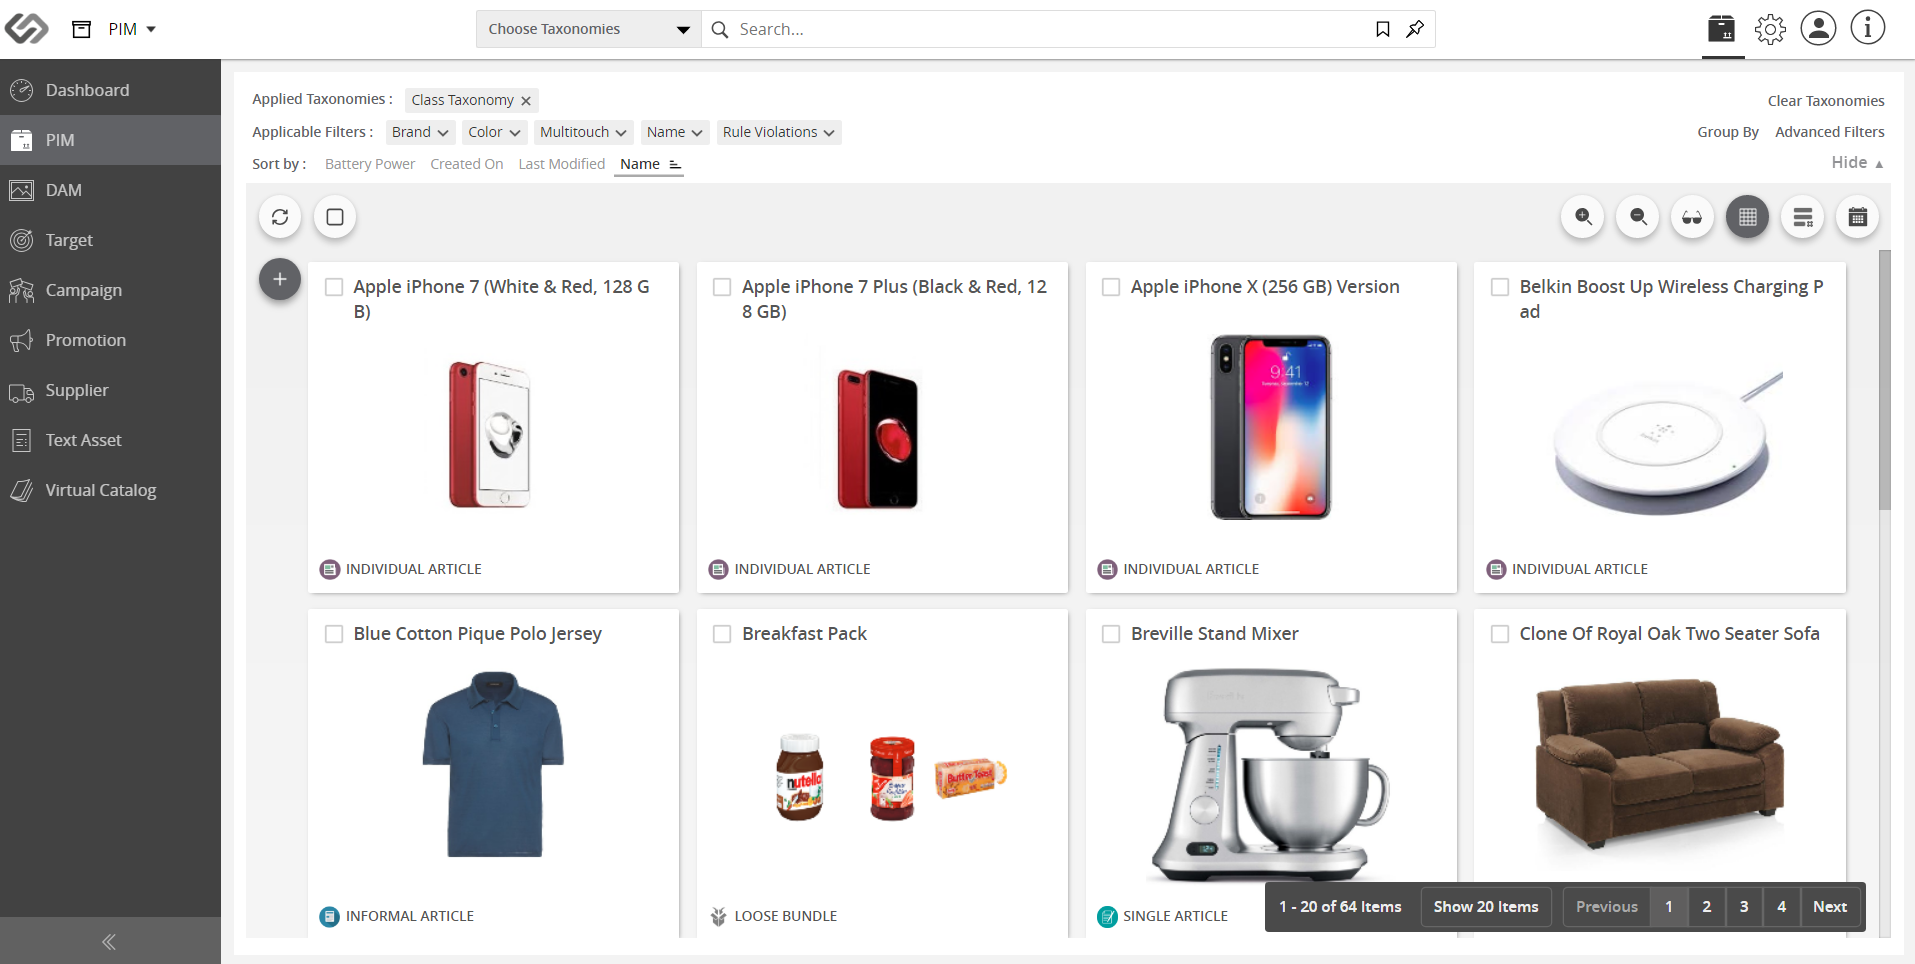 PIM
Choose Taxonomies
Search...
Dashboard
PIM
DAM
Target
Campaign
Promotion
Supplier
Text Asset
Virtual Catalog
Applied Taxonomies :
Class Taxonomy
Clear Taxonomies
Applicable Filters :
Brand
Color
Multitouch
Name
Rule Violations
Group By
Advanced Filters
Sort by :
Battery Power
Created On
Last Modified
Name
Hide
Apple iPhone 7 (White & Red, 128 G
B)
INDIVIDUAL ARTICLE
Apple iPhone 7 Plus (Black & Red, 12
8 GB)
INDIVIDUAL ARTICLE
Apple iPhone X (256 GB) Version
9:41
INDIVIDUAL ARTICLE
Belkin Boost Up Wireless Charging P
ad
INDIVIDUAL ARTICLE
Blue Cotton Pique Polo Jersey
INFORMAL ARTICLE
Breakfast Pack
nutella
Butter Toast
LOOSE BUNDLE
Breville Stand Mixer
SINGLE ARTICLE
Clone Of Royal Oak Two Seater Sofa
1 - 20 of 64 Items
Show 20 Items
Previous
1
2
3
4
Next